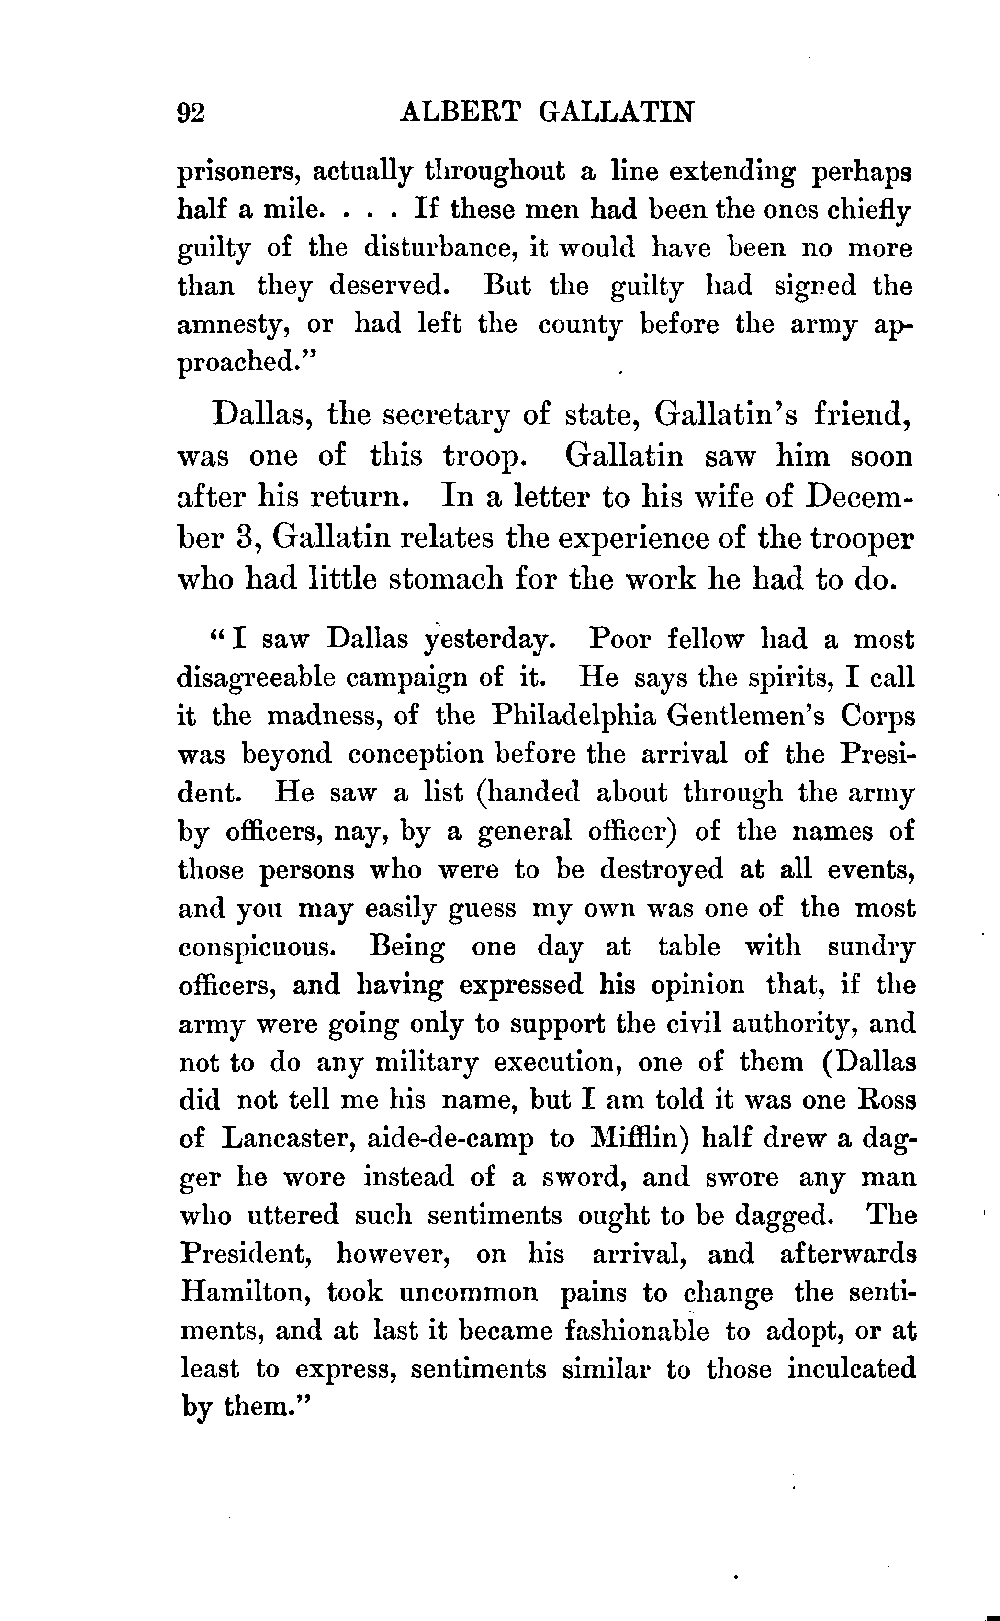 92 ALBERT GALLATIN
prisoners, actually throughout a line extending perhaps
half a mile. . . . If these men had been the ones chiefly
guilty of the disturbance, it would have been no more
than they deserved. But the guilty had signed the
amnesty, or had left the county before the army ap-
proached.”
Dallas, the secretary of state, Gallatin’s friend,
was one of this troop. Gallatin saw him soon
after his return. In a letter to his wife of Decem-
ber 3, Gallatin relates the experience of the trooper
who had little stomach for the work he had to do.
“I saw Dallas yesterday. Poor fellow had a most
disagreeable campaign of it. He says the spirits, I call
it the madness, of the Philadelphia Gentlemen’s Corps
was beyond conception before the arrival of the Presi-
dent. He saw a list (handed about through the army
by officers, nay, by a general officer) of the names of
those persons who were to be destroyed at all events,
and you may easily guess my own was one of the most
conspicuous. Being one day at table with sundry
officers, and having expressed his opinion that, if the
army were going only to support the civil authority, and
not to do any military execution, one of them (Dallas
did not tell me his name, but I am told it was one Ross
of Lancaster, aide-de-camp to Mifflin) half drew a dag-
ger he wore instead of a sword, and swore any man
who uttered such sentiments ought to be dagged. The
President, however, on his arrival, and afterwards
Hamilton, took uncommon pains to change the senti-
ments, and at last it became fashionable to adopt, or at
least to express, sentiments similar to those inculcated
by them.”